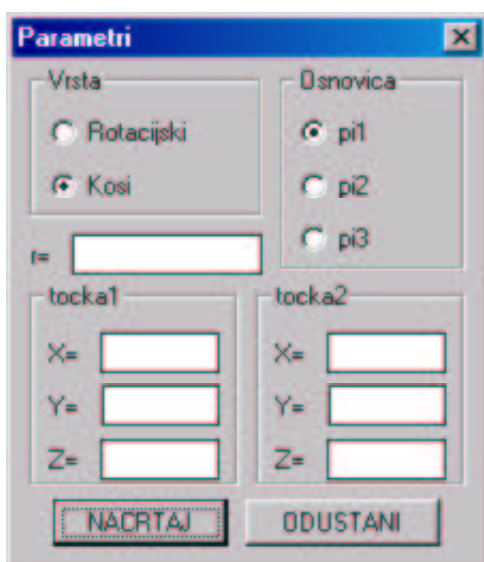 Parametri
Vrsta
Rotacijski
Kosi
Osnovica
pi1
pi2
pi3
r=
tocka1
X=
Y=
Z=
tocka2
X=
Y=
Z=
NACRTAJ
ODUSTANI